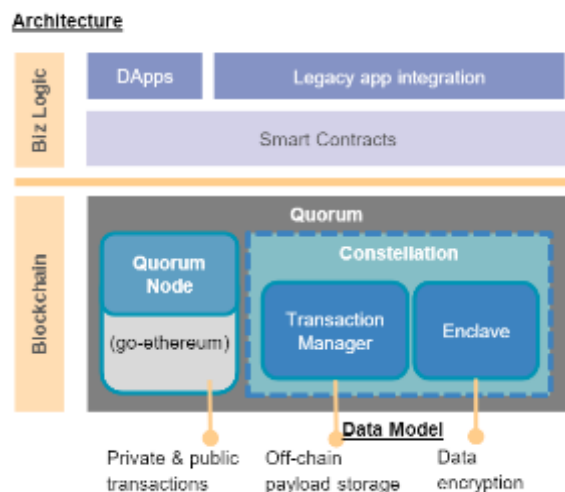 Architecture
Biz Logic
DApps
Legacy app integration
Smart Contracts
Blockchain
Quorum
Quorum
Node
(go-ethereum)
Constellation
Transaction
Manager
Enclave
Data Model
Private & public
transactions
Off-chain
payload storage
Data
encryption